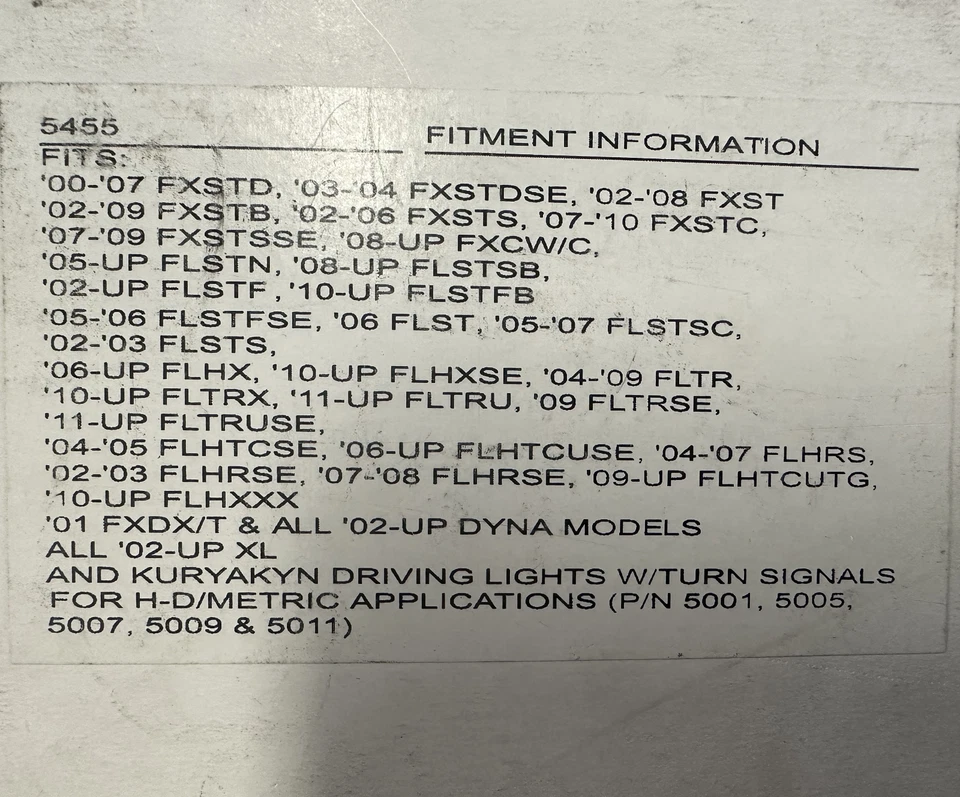 5455
FITMENT INFORMATION
FITS:
'00-'07 FXSTD, '03-'04 FXSTDSE, '02-'08 FXST
'02-'09 FXSTB, '02-'06 FXSTS, '07-'10 FXSTC,
'07-'09 FXSTSSE, '08-UP FXCW/C,
'05-UP FLSTN, '08-UP FLSTSB,
'02-UP FLSTF, '10-UP FLSTFB
'05-'06 FLSTFSE, '06 FLST, '05-'07 FLSTSC,
'02-'03 FLSTS,
'06-UP FLHX, '10-UP FLHXSE, '04-'09 FLTR,
'10-UP FLTRX, '11-UP FLTRU, '09 FLTRSE,
'11-UP FLTRUSE,
'04-'05 FLHTCSE, '06-UP FLHTCUSE, '04-'07 FLHRS,
'02-'03 FLHRSE, '07-'08 FLHRSE, '09-UP FLHTCUTG,
'10-UP FLHXXX
'01 FXDX/T & ALL '02-UP DYNA MODELS
ALL '02-UP XL
AND KURYAKYN DRIVING LIGHTS W/TURN SIGNALS
FOR H-D/METRIC APPLICATIONS (P/N 5001, 5005,
5007, 5009 & 5011)